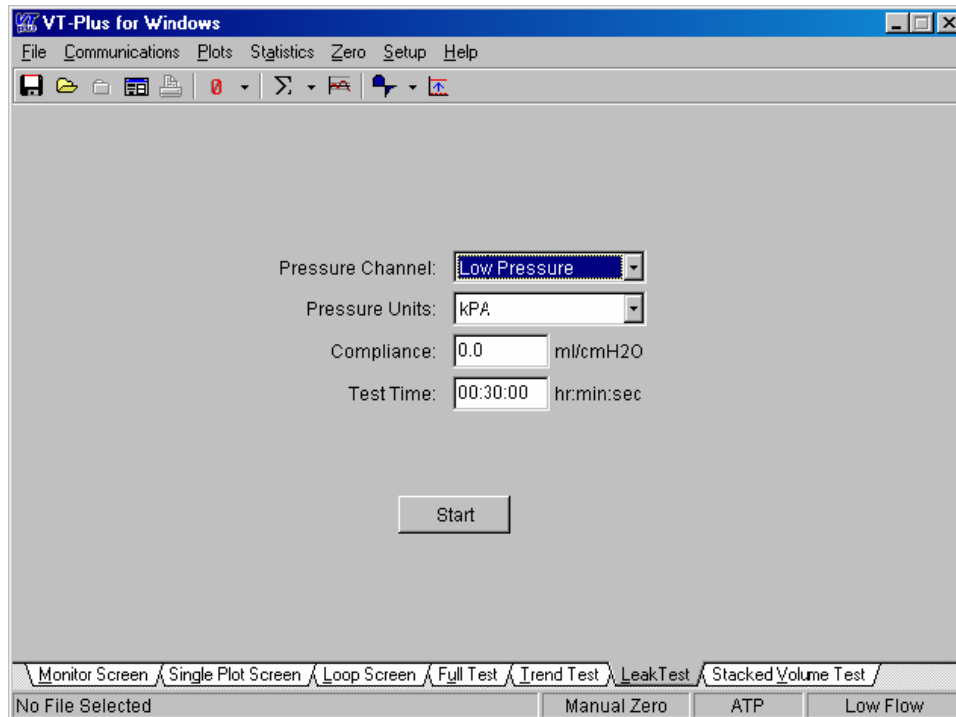 VT-Plus for Windows
File Communications Plots Statistics Zero Setup Help
0 Σ
Pressure Channel: Low Pressure
Pressure Units: kPA
Compliance: 0.0 ml/cmH2O
Test Time: 00:30:00 hr:min:sec
Start
Monitor Screen Single Plot Screen Loop Screen Full Test Trend Test LeakTest Stacked Volume Test
No File Selected Manual Zero ATP Low Flow